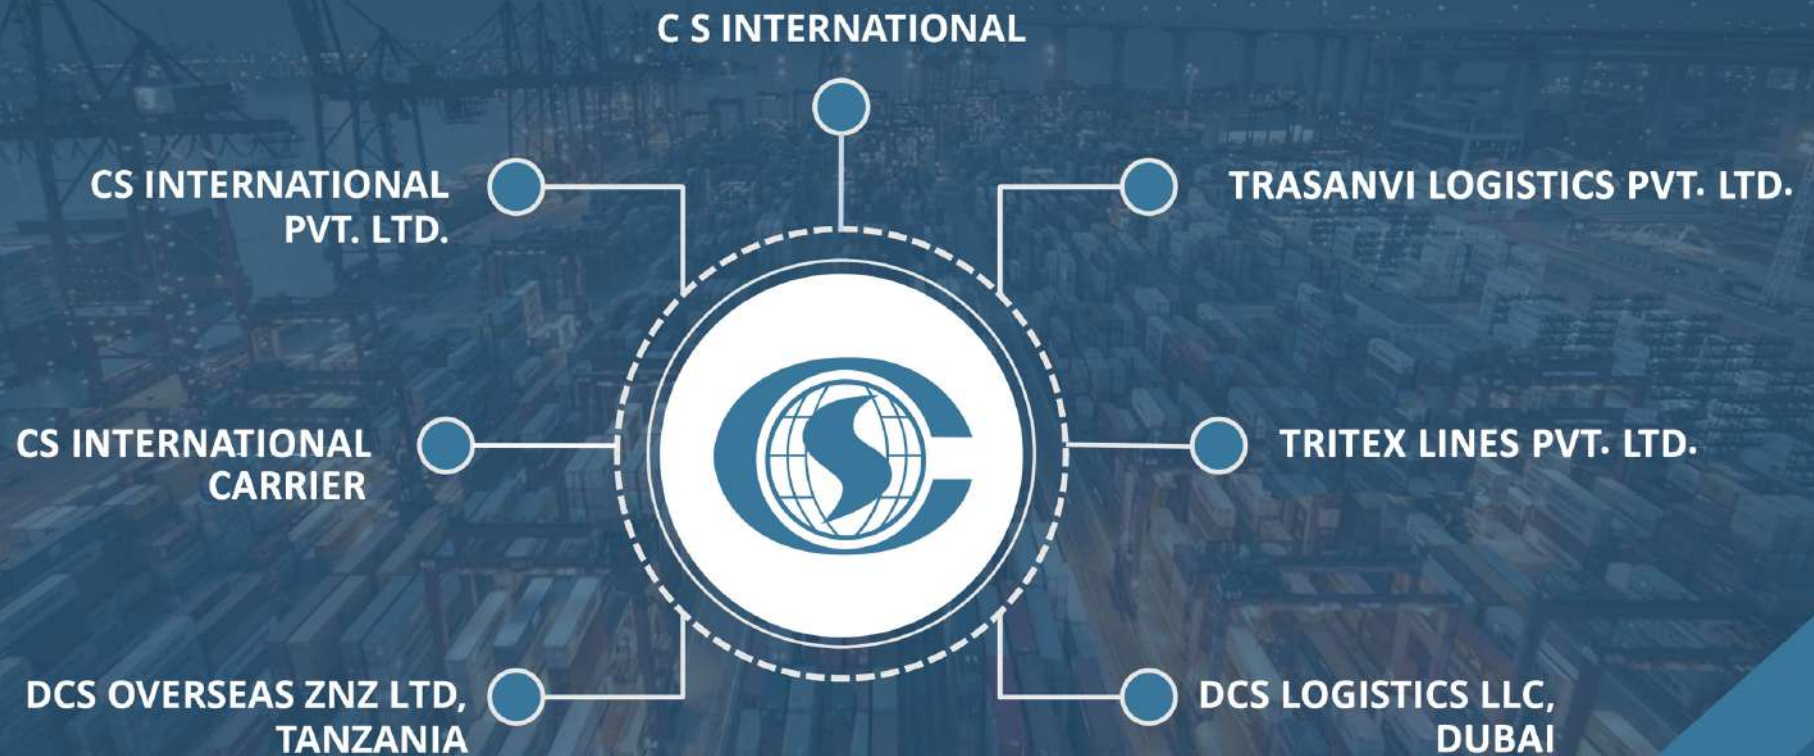 C S INTERNATIONAL
CS INTERNATIONAL
PVT. LTD.
TRASANVI LOGISTICS PVT. LTD.
CS INTERNATIONAL
CARRIER
TRITEX LINES PVT. LTD.
DCS OVERSEAS ZNZ LTD,
TANZANIA
DCS LOGISTICS LLC,
DUBAI